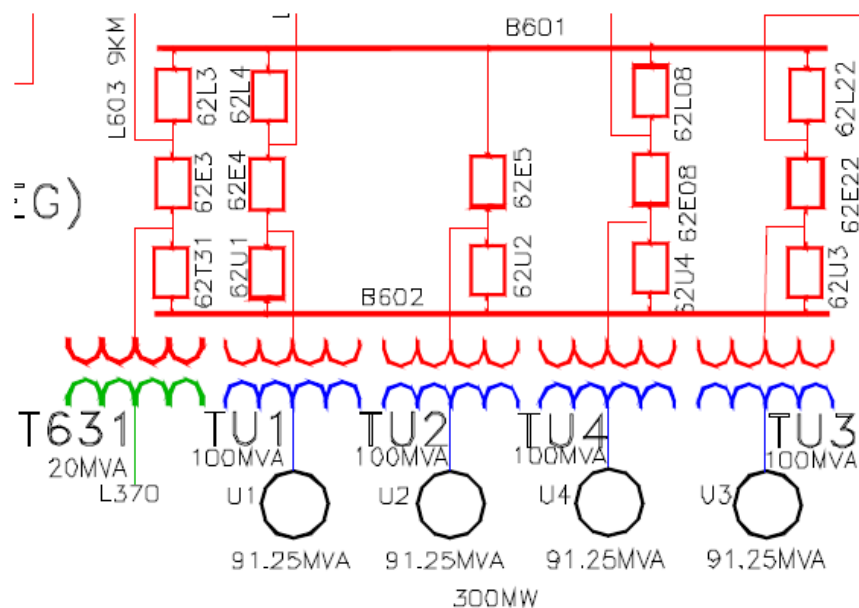 B601
L603 9KM
62L3
62L4
62L08
62L22
62E3
62E4
62E5
62E08
62E22
G)
62T31
62U1
62U2
62U4
62U3
B602
T631
TU1
TU2
TU4
TU3
20MVA
100MVA
100MVA
100MVA
100MVA
L370
U1
U2
U4
U3
91.25MVA
91.25MVA
91.25MVA
91.25MVA
300MW